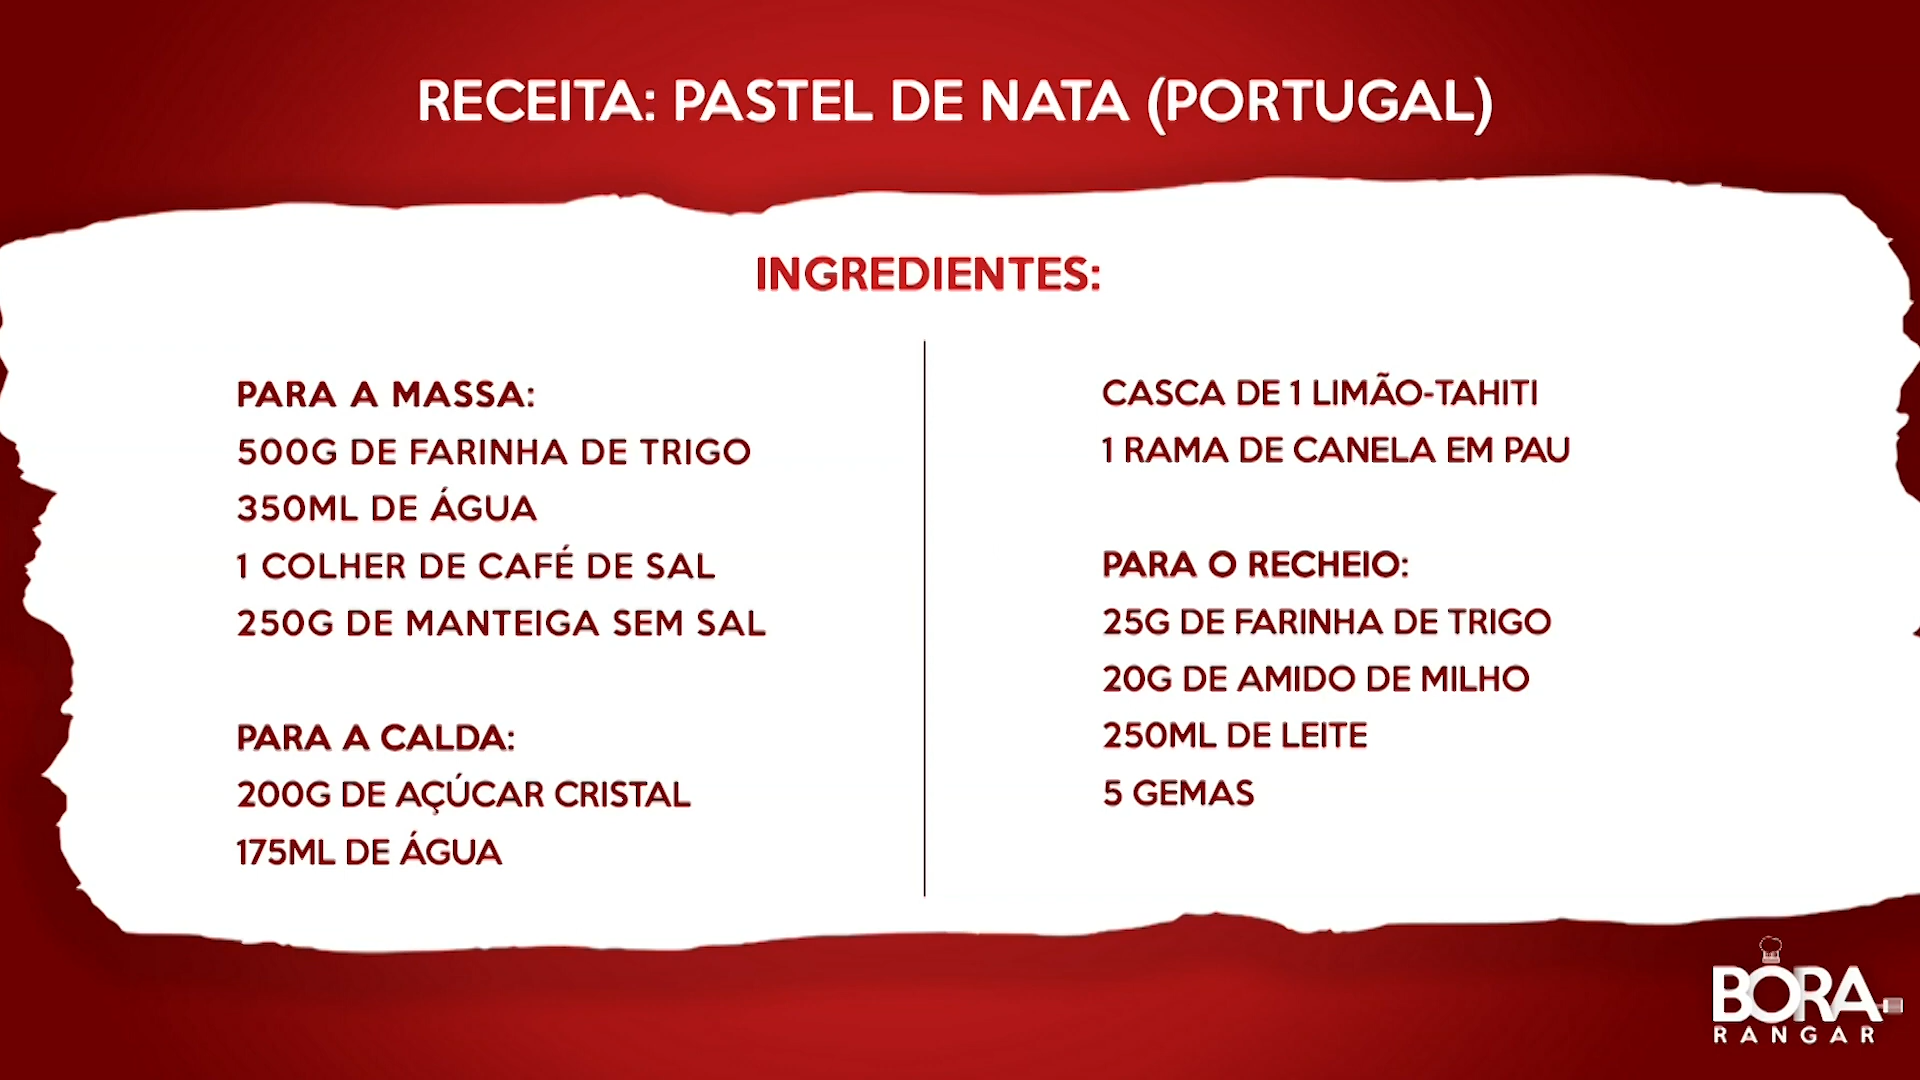 RECEITA: PASTEL DE NATA (PORTUGAL)
INGREDIENTES:
PARA A MASSA:
500G DE FARINHA DE TRIGO
350ML DE ÁGUA
1 COLHER DE CAFÉ DE SAL
250G DE MANTEIGA SEM SAL
PARA A CALDA:
200G DE AÇÚCAR CRISTAL
175ML DE ÁGUA
CASCA DE 1 LIMÃO-TAHITI
1 RAMA DE CANELA EM PAU
PARA O RECHEIO:
25G DE FARINHA DE TRIGO
20G DE AMIDO DE MILHO
250ML DE LEITE
5 GEMAS
BORA
RANGAR